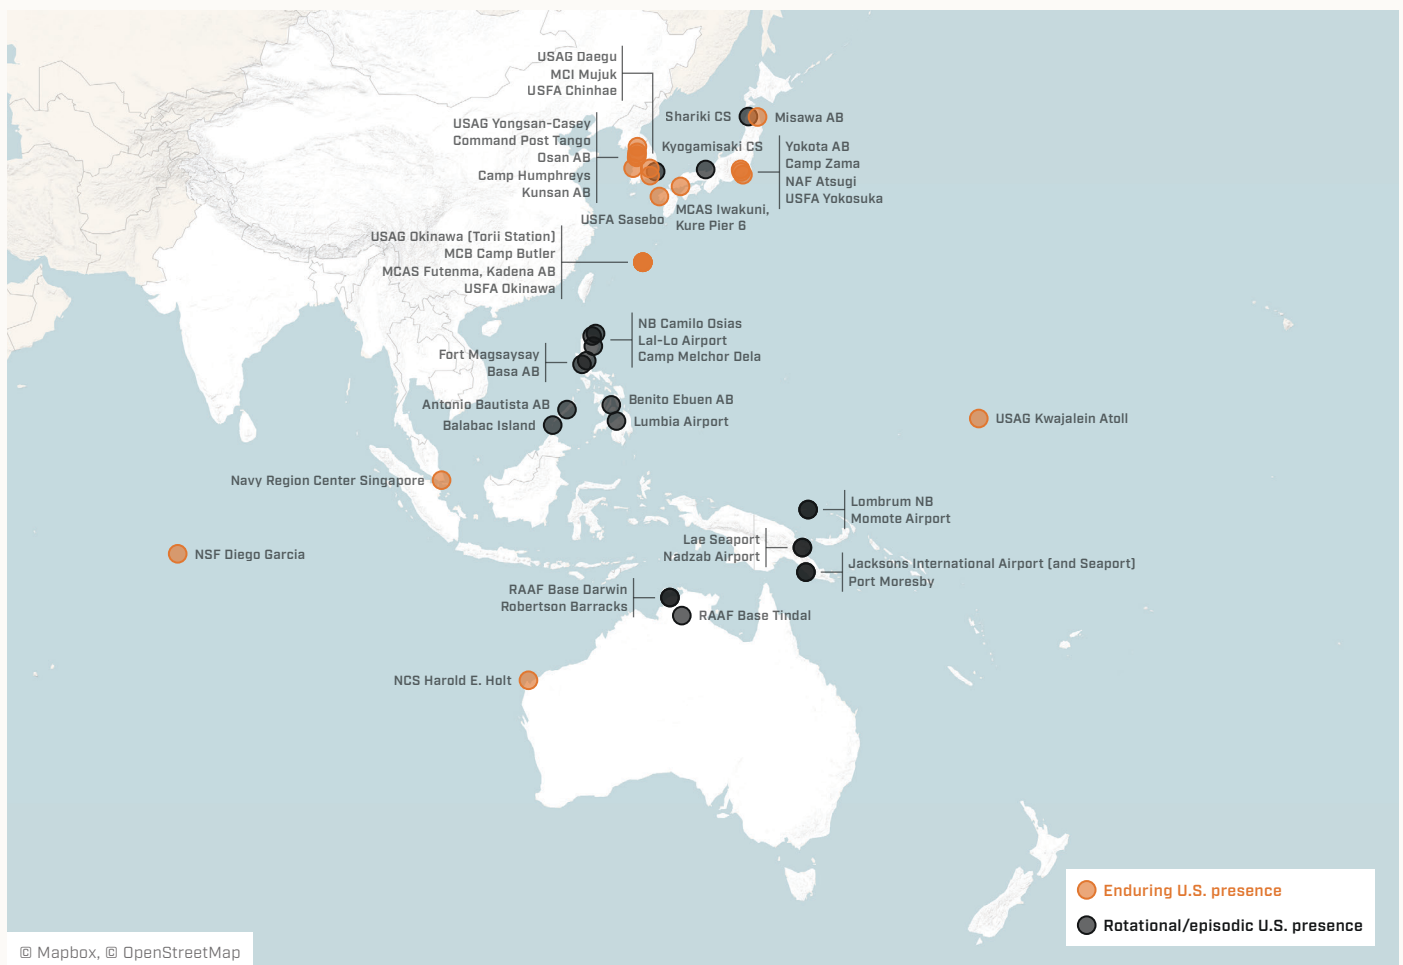 USAG Daegu
MCI Mujuk
USFA Chinhae
Shariki CS
Misawa AB
USAG Yongsan-Casey
Command Post Tango
Osan AB
Camp Humphreys
Kunsan AB
Kyogamisaki CS
Yokota AB
Camp Zama
NAF Atsugi
USFA Yokosuka
USFA Sasebo
MCAS Iwakuni,
Kure Pier 6
USAG Okinawa (Torii Station)
MCB Camp Butler
MCAS Futenma, Kadena AB
USFA Okinawa
NB Camilo Osias
Lal-Lo Airport
Camp Melchor Dela
Fort Magsaysay
Basa AB
Antonio Bautista AB
Balabac Island
Benito Ebuen AB
Lumbia Airport
USAG Kwajalein Atoll
Navy Region Center Singapore
Lombrum NB
Momote Airport
Lae Seaport
Nadzab Airport
NSF Diego Garcia
Jacksons International Airport (and Seaport)
Port Moresby
RAAF Base Darwin
Robertson Barracks
RAAF Base Tindal
NCS Harold E. Holt
Enduring U.S. presence
Rotational/episodic U.S. presence
© Mapbox, © OpenStreetMap